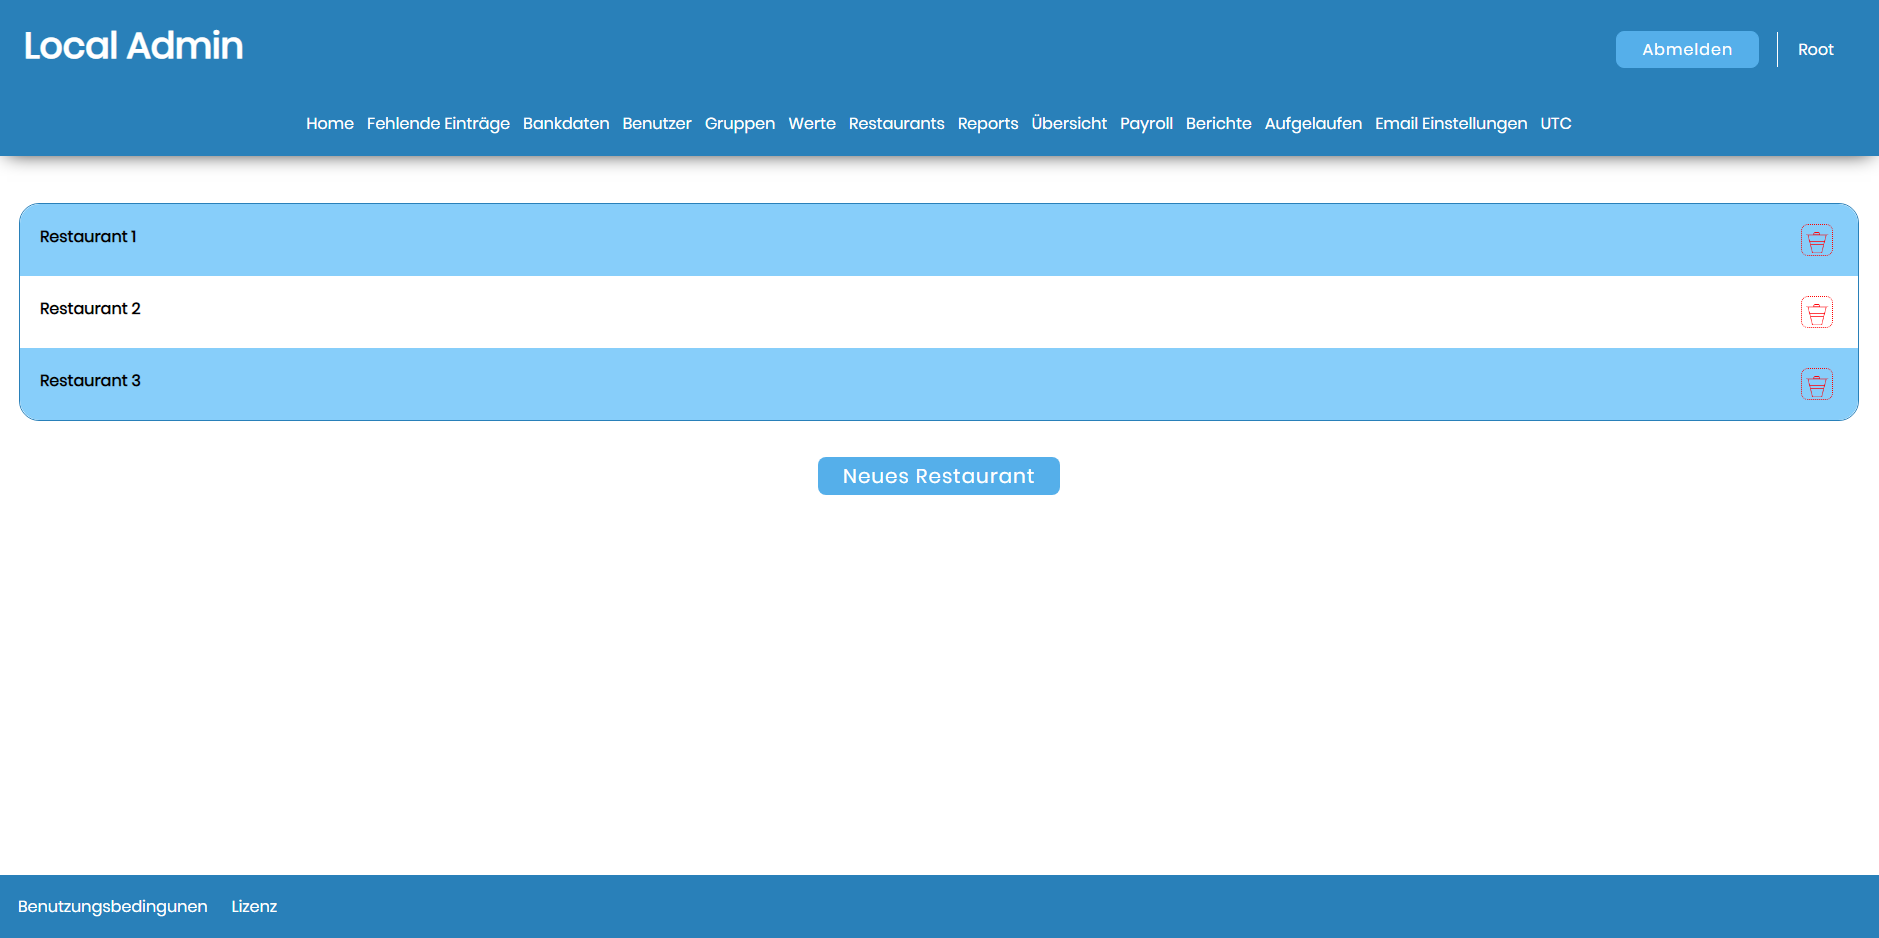 Local Admin
Abmelden
Root
Home Fehlende Einträge Bankdaten Benutzer Gruppen Werte Restaurants Reports Übersicht Payroll Berichte Aufgelaufen Email Einstellungen UTC
Restaurant 1
Restaurant 2
Restaurant 3
Neues Restaurant
Benutzungsbedingunen Lizenz